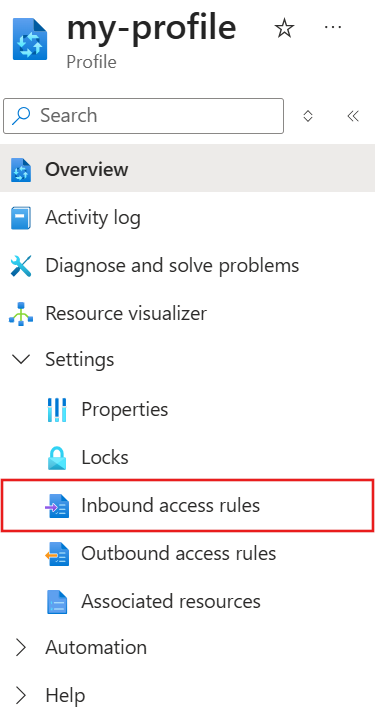 my-profile
Profile
Search
Overview
Activity log
Diagnose and solve problems
Resource visualizer
Settings
Properties
Locks
Inbound access rules
Outbound access rules
Associated resources
Automation
Help